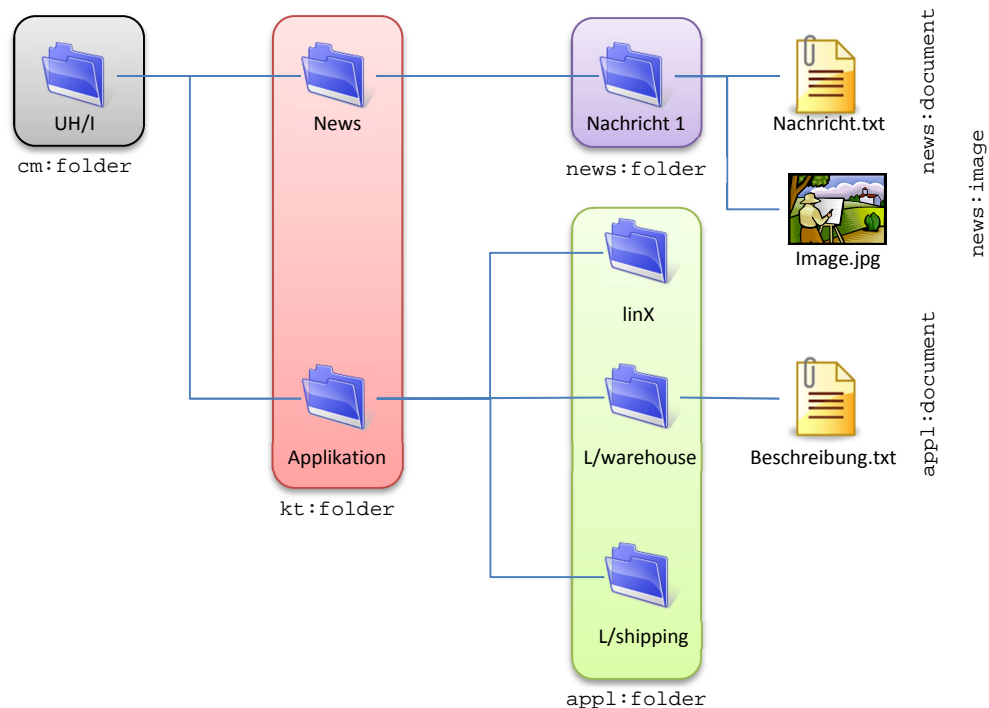 UH/I
cm:folder
News
Nachricht 1
news:folder
Nachricht.txt
news:document
Image.jpg
news:image
linX
Applikation
kt:folder
L/warehouse
Beschreibung.txt
appl:document
L/shipping
appl:folder